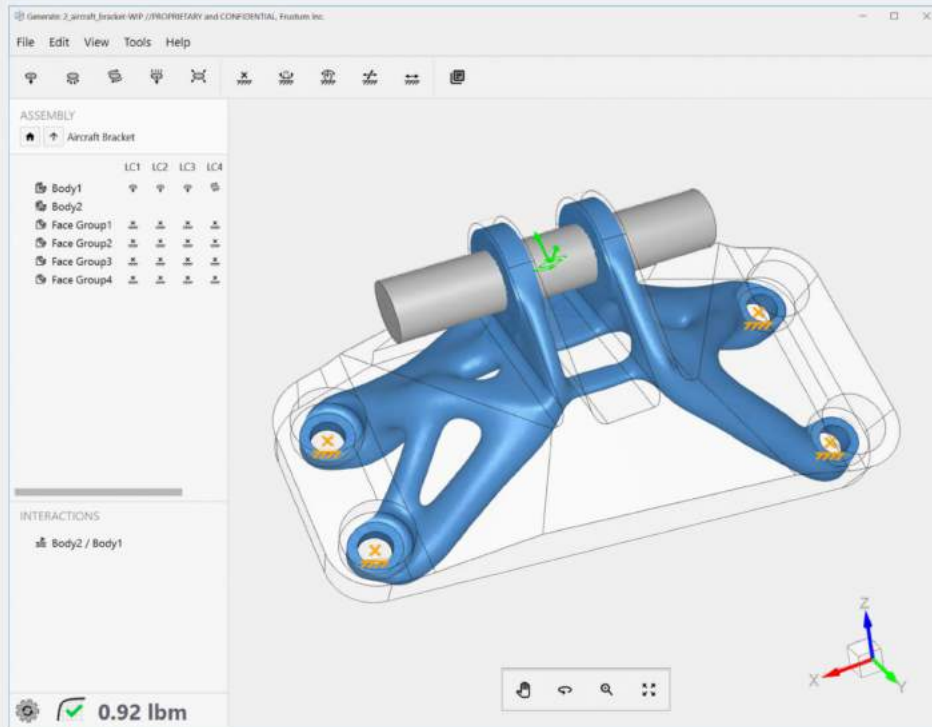 Generate: 2_aircraft_bracket-WIP //PROPRIETARY and CONFIDENTIAL, Frustum Inc.
File Edit View Tools Help
ASSEMBLY
Aircraft Bracket
LC1 LC2 LC3 LC4
Body1
Body2
Face Group1
Face Group2
Face Group3
Face Group4
INTERACTIONS
Body2 / Body1
0.92 lbm
Z
X
Y